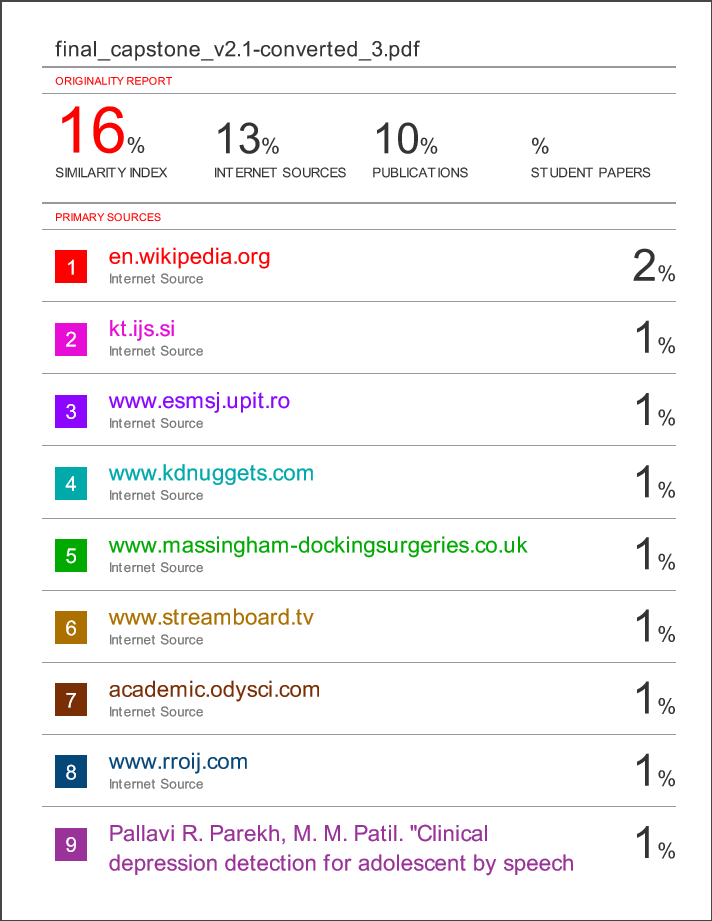 final_capstone_v2.1-converted_3.pdf
ORIGINALITY REPORT
16% 13% 10% %
SIMILARITY INDEX INTERNET SOURCES PUBLICATIONS STUDENT PAPERS
PRIMARY SOURCES
1 en.wikipedia.org 2%
Internet Source
2 kt.ijs.si 1%
Internet Source
3 www.esmsj.upit.ro 1%
Internet Source
4 www.kdnuggets.com 1%
Internet Source
5 www.massingham-dockingsurgeries.co.uk 1%
Internet Source
6 www.streamboard.tv 1%
Internet Source
7 academic.odysci.com 1%
Internet Source
8 www.rroij.com 1%
Internet Source
9 Pallavi R. Parekh, M. M. Patil. "Clinical 1%
depression detection for adolescent by speech